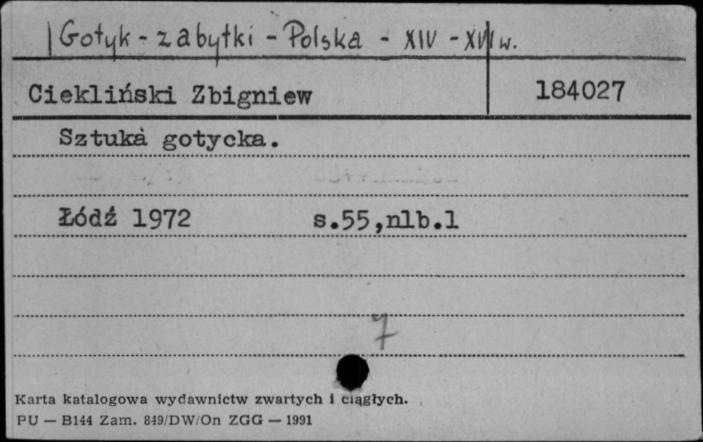 Gotyk - zabytki - Polska - XIV - XVI w.
Ciekliński Zbigniew 184027
Sztuka gotycka.
Łódź 1972 s.55,nlb.1
7
Karta katalogowa wydawnictw zwartych i ciągłych.
PU — B144 Zam. 849/DW/On ZGG — 1991